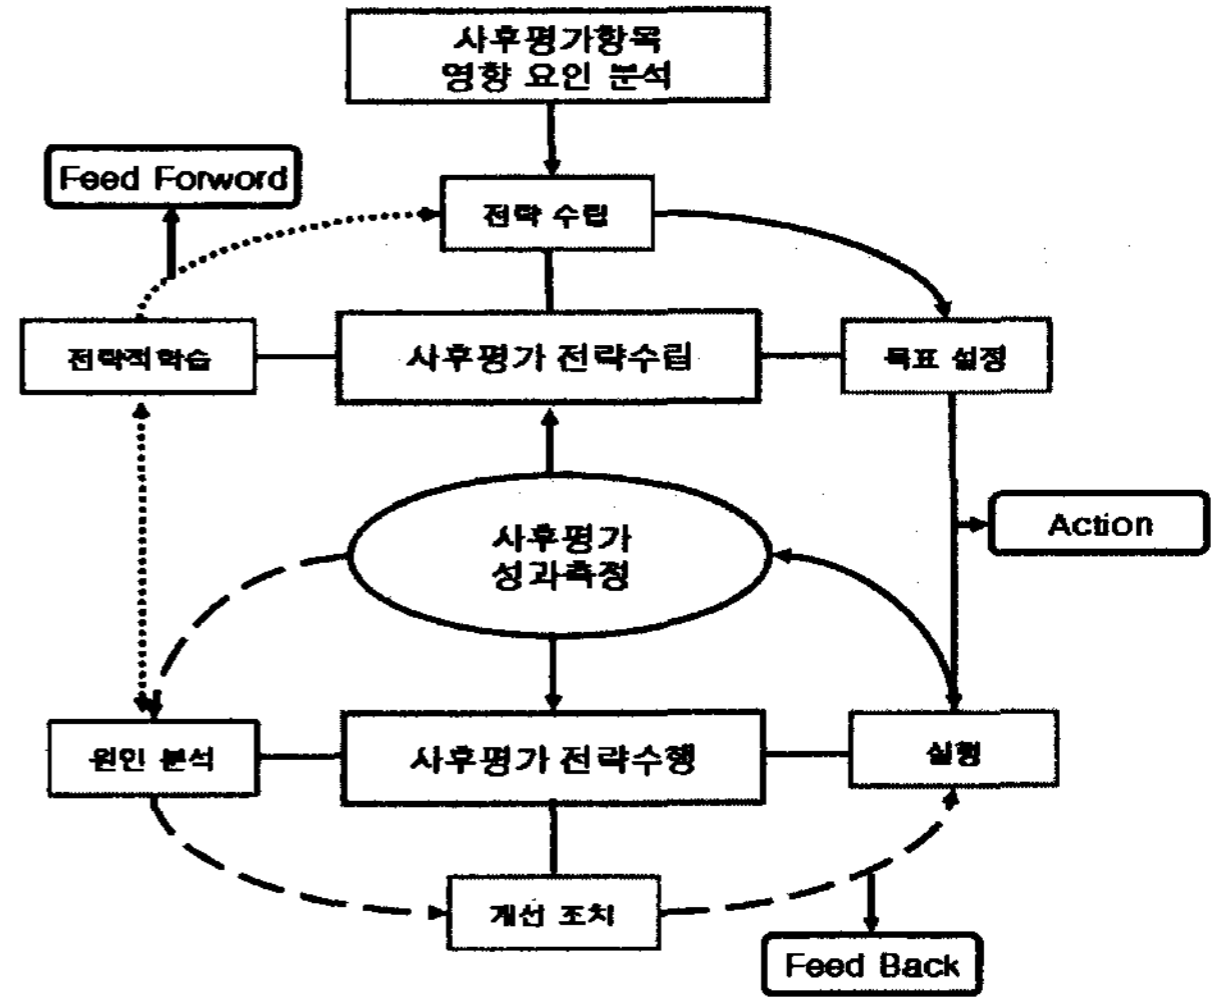 사후평가항목
영향 요인 분석
Feed Forword
전략 수립
전략적학습
사후평가 전략수립
목표 설정
사후평가
성과측정
Action
원인 분석
사후평가 전략수행
실행
개선 조치
Feed Back